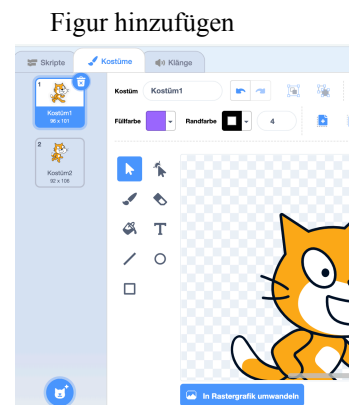 Figur hinzufügen
Skripte
Kostüme
Klänge
1
Kostüm1
96 x 101
2
Kostüm2
92 x 106
Kostüm
Kostüm1
Füllfarbe
Randfarbe
4
T
In Rastergrafik umwandeln